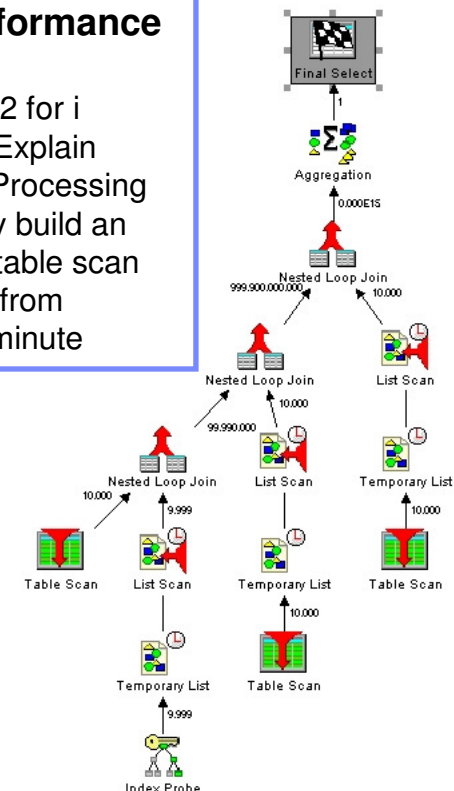 formance
2 for i
Explain
Processing
y build an
table scan
from
minute
Final Select
1
Aggregation
0.000E1S
Nested Loop Join
999.900.000.000
10.000
Nested Loop Join
List Scan
99.990.000
10.000
Nested Loop Join
List Scan
Temporary List
10.000
9.999
10.000
Table Scan
List Scan
Temporary List
Table Scan
10.000
Temporary List
Table Scan
9.999
Index Probe